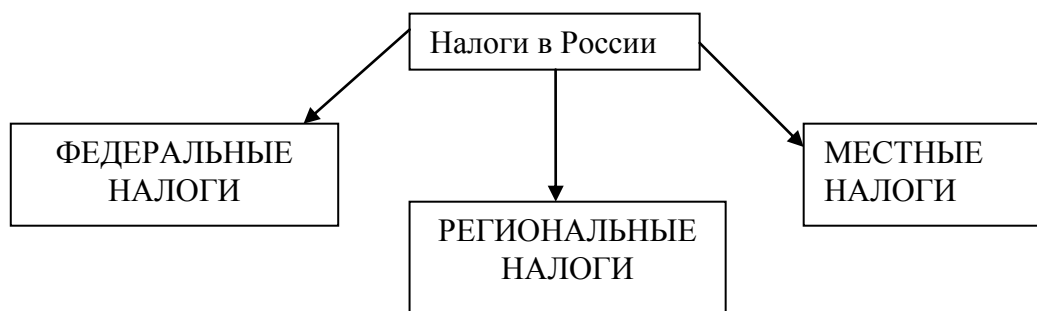 Налоги в России
ФЕДЕРАЛЬНЫЕ
НАЛОГИ
МЕСТНЫЕ
НАЛОГИ
РЕГИОНАЛЬНЫЕ
НАЛОГИ